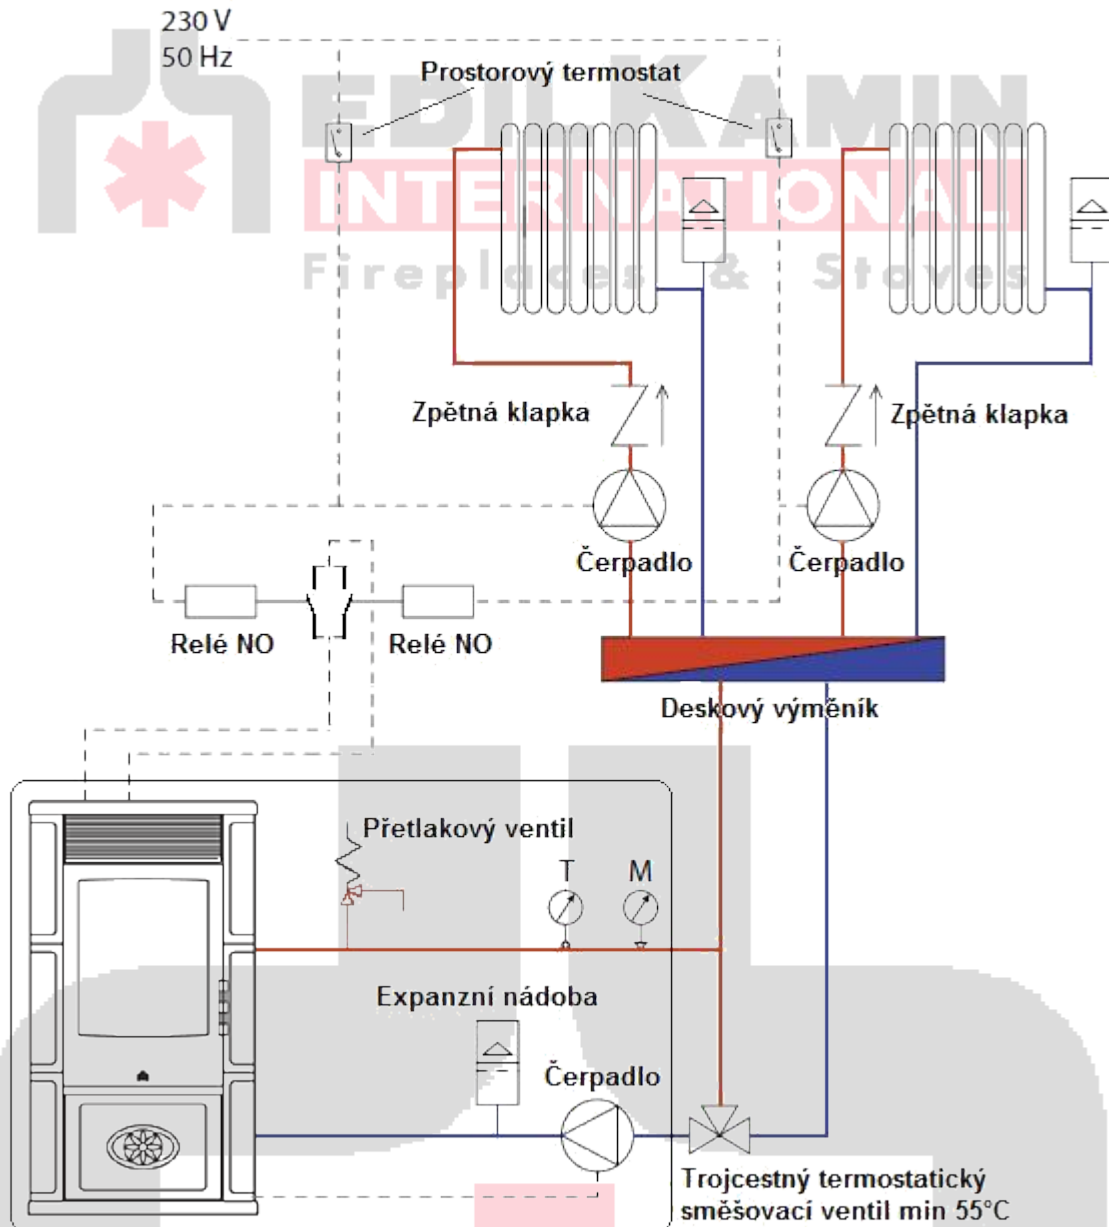 230 V
50 Hz
Prostorový termostat
EDILKAMIN
INTERNATIONAL
Fireplaces & Stoves
Zpětná klapka
Zpětná klapka
Čerpadlo
Čerpadlo
Relé NO
Relé NO
Deskový výměník
Přetlakový ventil
T
M
Expanzní nádoba
Čerpadlo
Trojcestný termostatický
směšovací ventil min 55°C